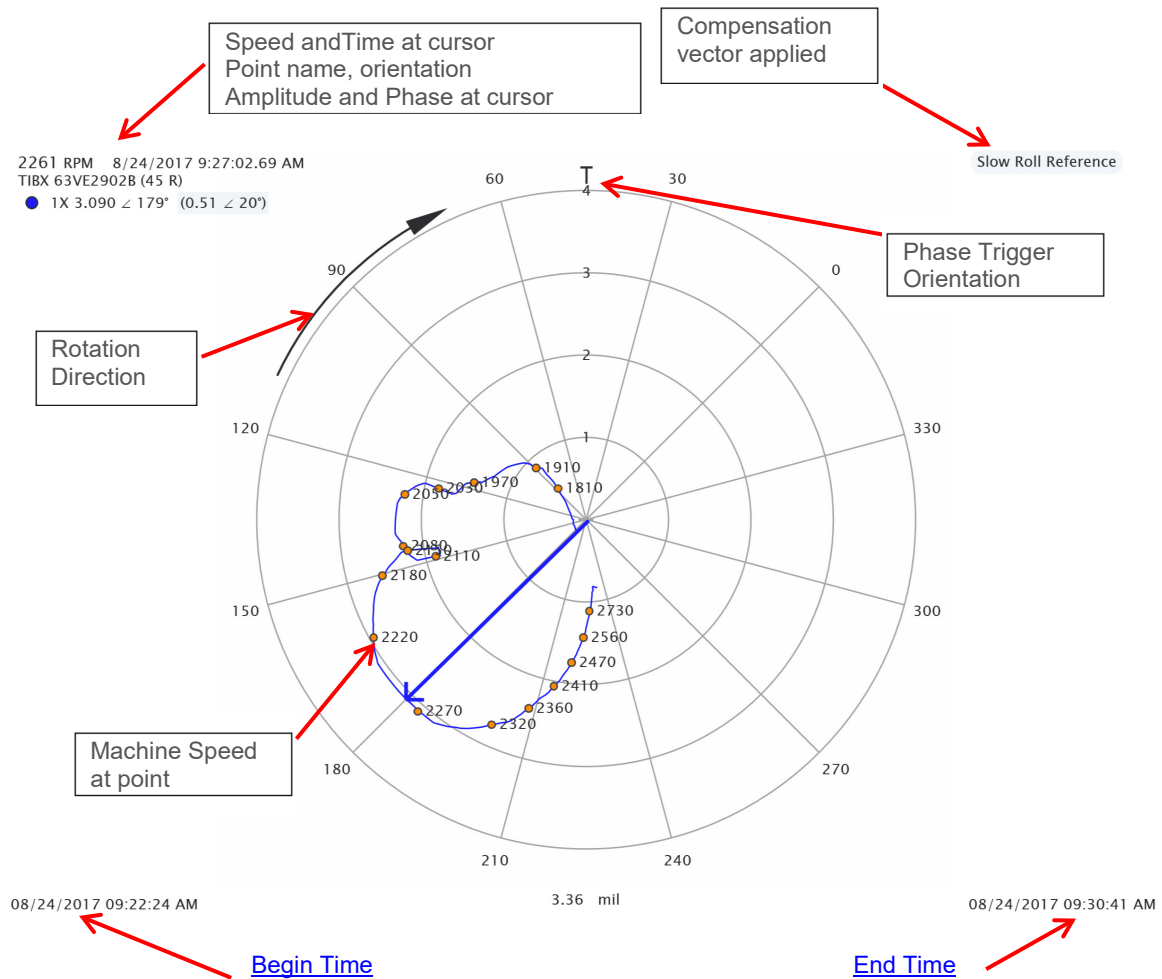 Speed andTime at cursor
Point name, orientation
Amplitude and Phase at cursor
Compensation
vector applied
2261 RPM 8/24/2017 9:27:02.69 AM
TIBX 63VE2902B (45 R)
1X 3.090 ∠ 179° (0.51 ∠ 20°)
Slow Roll Reference
T
60
30
4
Phase Trigger
Orientation
90
0
3
Rotation
Direction
2
120
330
1
1910
1970
1810
2030
2050
2080
2110
2180
150
300
2730
2220
2560
2470
2410
2360
2270
2320
Machine Speed
at point
180
270
210
240
3.36 mil
08/24/2017 09:22:24 AM
08/24/2017 09:30:41 AM
Begin Time
End Time